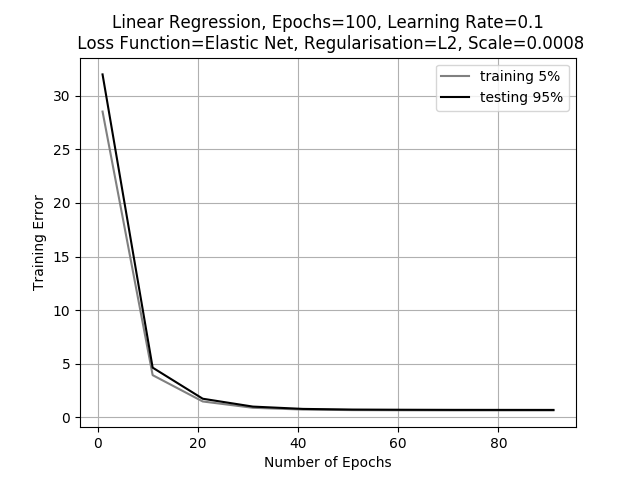 Linear Regression, Epochs=100, Learning Rate=0.1
Loss Function=Elastic Net, Regularisation=L2, Scale=0.0008
training 5%
testing 95%
Training Error
30
25
20
15
10
5
0
0 20 40 60 80
Number of Epochs